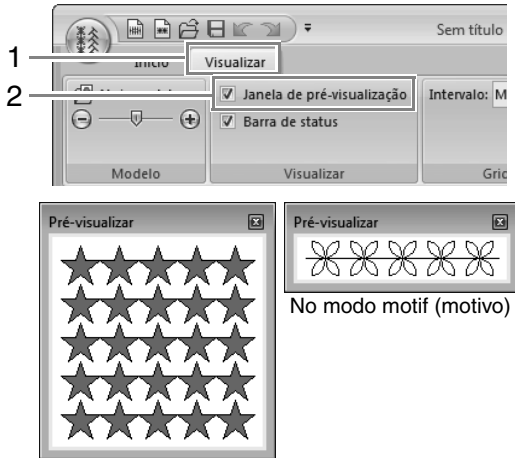 Sem título
1
Início Visualizar
2
Janela de pré-visualização
Intervalo: M
Barra de status
Modelo
Visualizar
Gric
Pré-visualizar
Pré-visualizar
No modo motif (motivo)